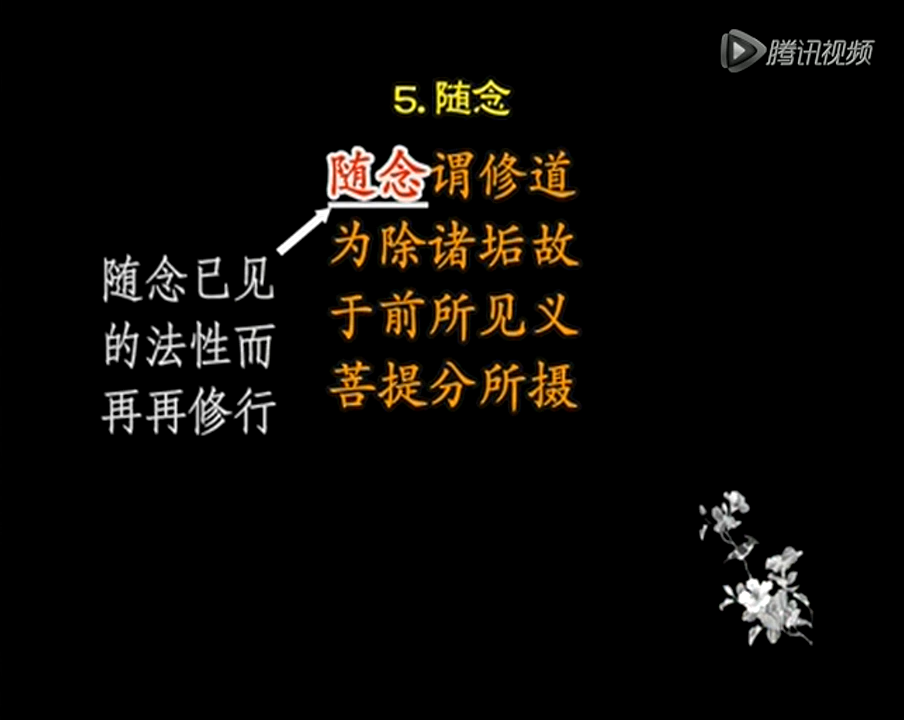 腾讯视频
5. 随念
随念谓修道
为除诸垢故
于前所见义
菩提分所摄
随念已见
的法性而
再再修行